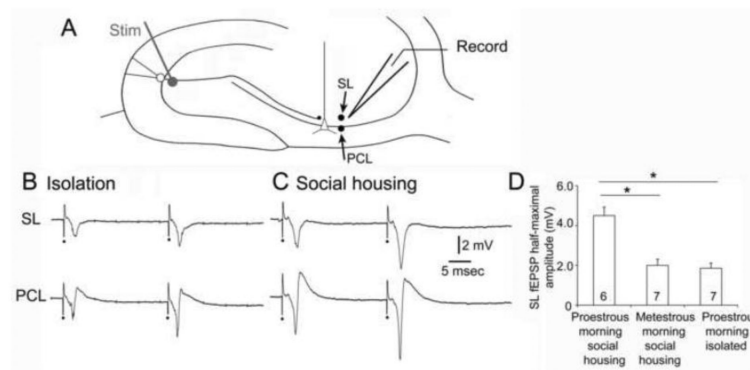 A
Stim
Record
SL
PCL
B Isolation
C Social housing
D
SL
PCL
2 mV
5 msec
SL fEPSP half-maximal
amplitude (mV)
6.0
4.0
2.0
0
*
*
6
7
7
Proestrous
morning
social
housing
Metestrous
morning
social
housing
Proestrou
morning
isolated